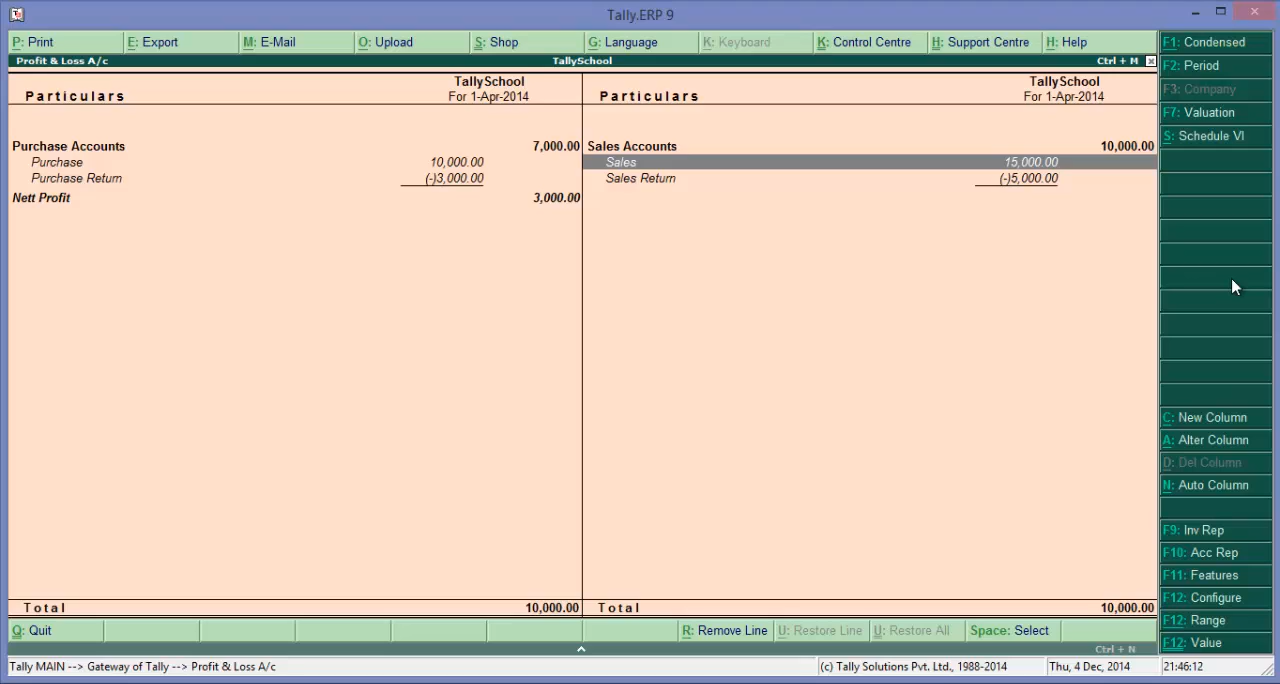 Tally.ERP 9
P: Print E: Export M: E-Mail O: Upload S: Shop G: Language K: Keyboard K: Control Centre H: Support Centre H: Help
Profit & Loss A/c TallySchool Ctrl + M
Particulars TallySchool For 1-Apr-2014 Particulars TallySchool For 1-Apr-2014
Purchase Accounts 7,000.00 Sales Accounts 10,000.00
Purchase 10,000.00 Sales 15,000.00
Purchase Return (-)3,000.00 Sales Return (-)5,000.00
Nett Profit 3,000.00
Total 10,000.00 Total 10,000.00
F1: Condensed
F2: Period
F3: Company
F7: Valuation
S: Schedule VI
C: New Column
A: Alter Column
D: Del Column
N: Auto Column
F9: Inv Rep
F10: Acc Rep
F11: Features
F12: Configure
F12: Range
F12: Value
Q: Quit R: Remove Line U: Restore Line U: Restore All Space: Select
Ctrl + N
Tally MAIN --> Gateway of Tally --> Profit & Loss A/c (c) Tally Solutions Pvt. Ltd., 1988-2014 Thu, 4 Dec, 2014 21:46:12